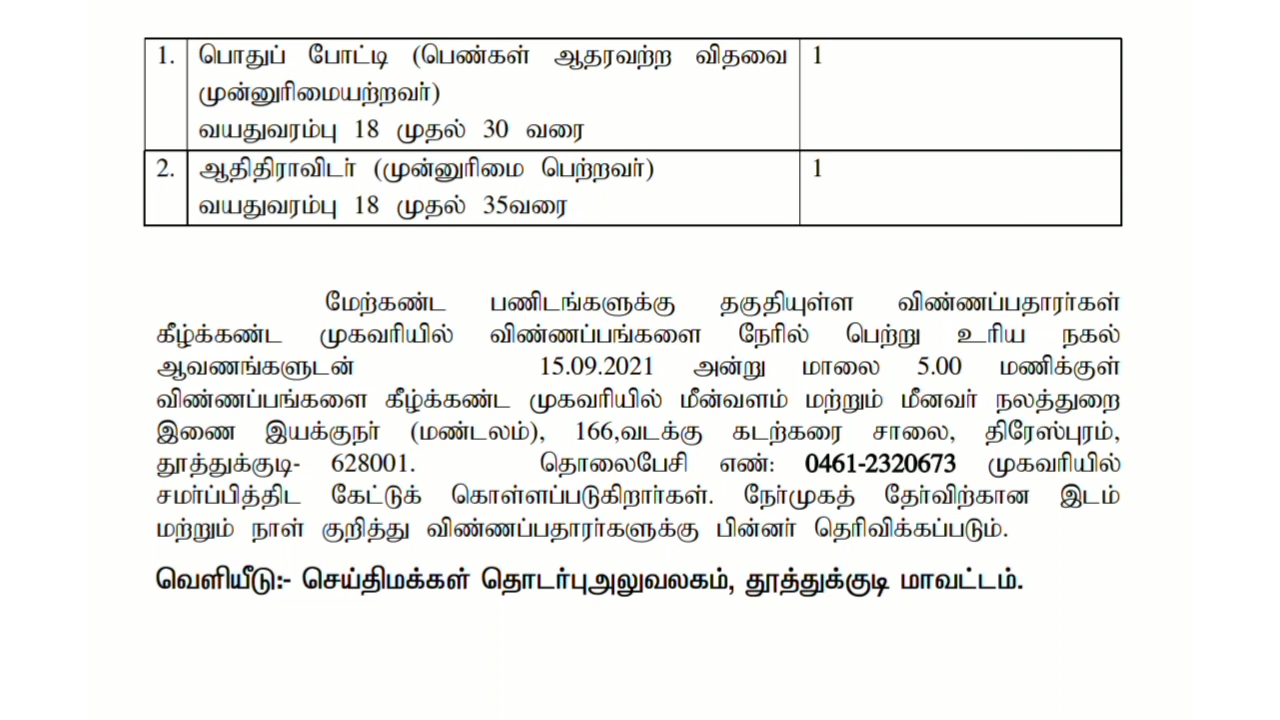 1. பொதுப் போட்டி (பெண்கள் ஆதரவற்ற விதவை 1
முன்னுரிமையற்றவர்)
வயதுவரம்பு 18 முதல் 30 வரை
2. ஆதிதிராவிடர் (முன்னுரிமை பெற்றவர்) 1
வயதுவரம்பு 18 முதல் 35வரை
மேற்கண்ட பணிடங்களுக்கு தகுதியுள்ள விண்ணப்பதாரர்கள்
கீழ்க்கண்ட முகவரியில் விண்ணப்பங்களை நேரில் பெற்று உரிய நகல்
ஆவணங்களுடன் 15.09.2021 அன்று மாலை 5.00 மணிக்குள்
விண்ணப்பங்களை கீழ்க்கண்ட முகவரியில் மீன்வளம் மற்றும் மீனவர் நலத்துறை
இணை இயக்குநர் (மண்டலம்), 166,வடக்கு கடற்கரை சாலை, திரேஸ்புரம்,
தூத்துக்குடி- 628001. தொலைபேசி எண்: 0461-2320673 முகவரியில்
சமர்ப்பித்திட கேட்டுக் கொள்ளப்படுகிறார்கள். நேர்முகத் தேர்விற்கான இடம்
மற்றும் நாள் குறித்து விண்ணப்பதாரர்களுக்கு பின்னர் தெரிவிக்கப்படும்.
வெளியீடு:- செய்திமக்கள் தொடர்புஅலுவலகம், தூத்துக்குடி மாவட்டம்.